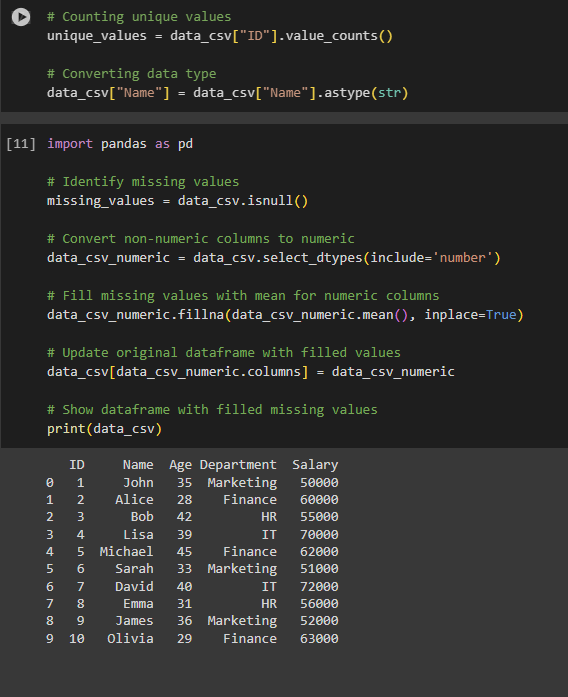 # Counting unique values
unique_values = data_csv["ID"].value_counts()
# Converting data type
data_csv["Name"] = data_csv["Name"].astype(str)
[11] import pandas as pd
# Identify missing values
missing_values = data_csv.isnull()
# Convert non-numeric columns to numeric
data_csv_numeric = data_csv.select_dtypes(include='number')
# Fill missing values with mean for numeric columns
data_csv_numeric.fillna(data_csv_numeric.mean(), inplace=True)
# Update original dataframe with filled values
data_csv[data_csv_numeric.columns] = data_csv_numeric
# Show dataframe with filled missing values
print(data_csv)
ID Name Age Department Salary
0 1 John 35 Marketing 50000
1 2 Alice 28 Finance 60000
2 3 Bob 42 HR 55000
3 4 Lisa 39 IT 70000
4 5 Michael 45 Finance 62000
5 6 Sarah 33 Marketing 51000
6 7 David 40 IT 72000
7 8 Emma 31 HR 56000
8 9 James 36 Marketing 52000
9 10 Olivia 29 Finance 63000